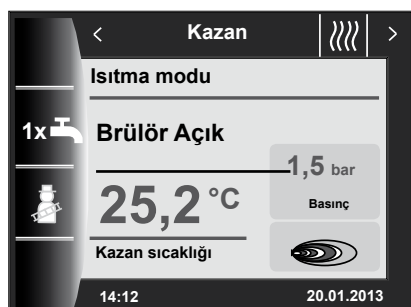 < Kazan >
Isıtma modu
1x
Brülör Açık
1,5 bar
Basınç
25,2 °C
Kazan sıcaklığı
14:12 20.01.2013